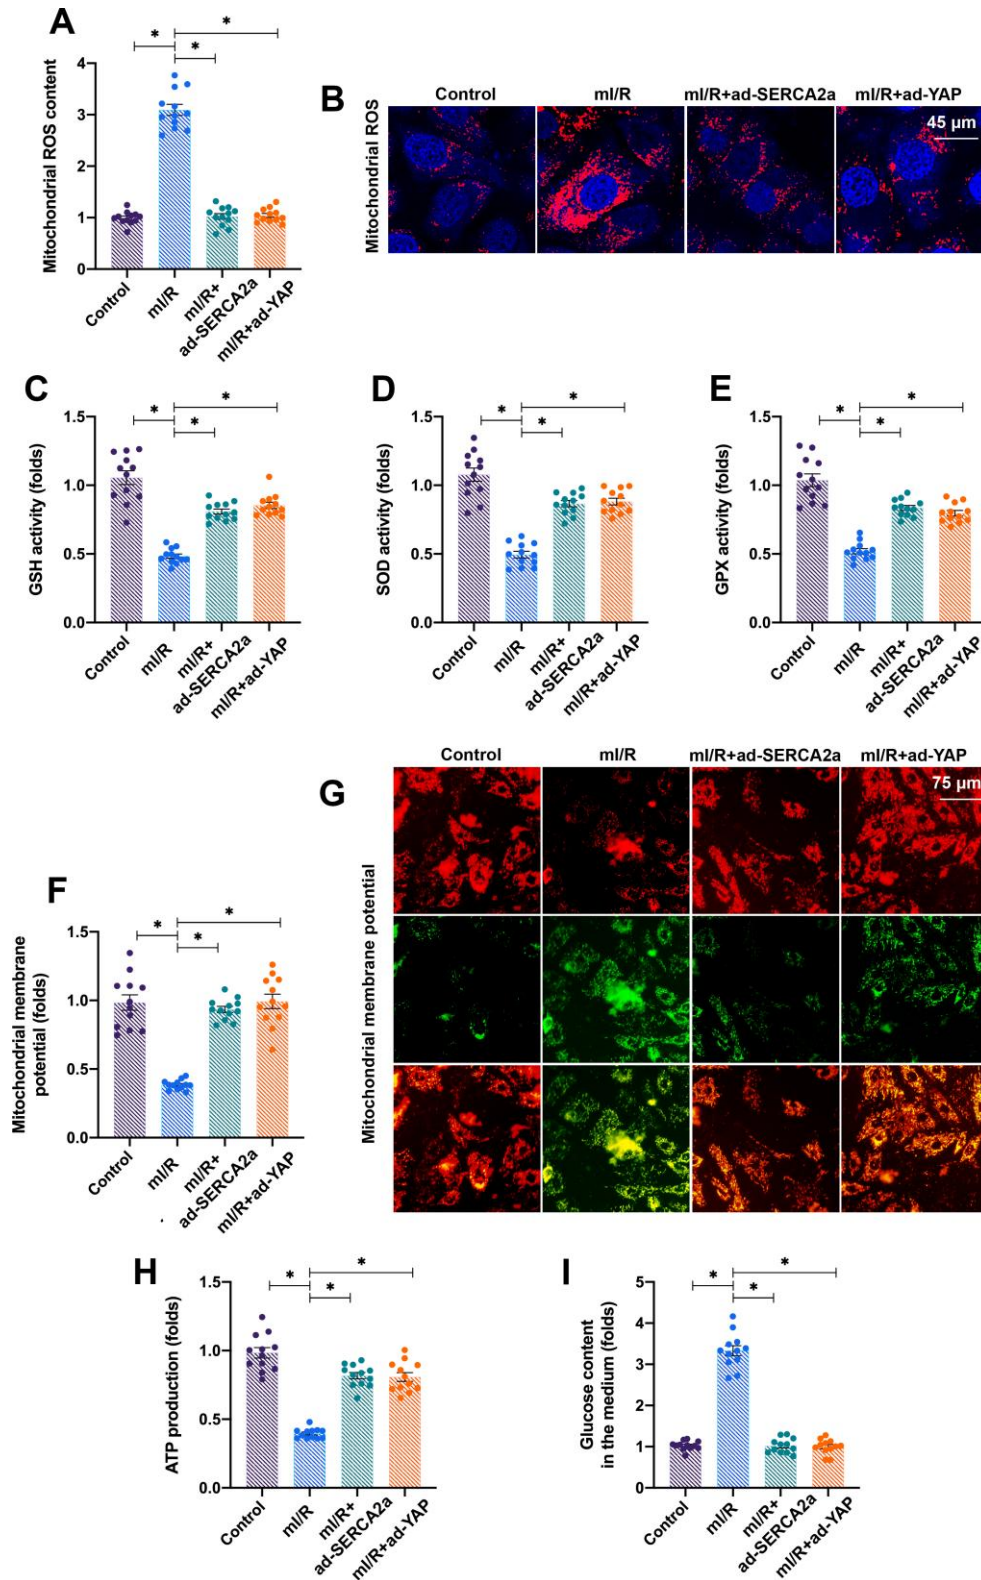 A
Mitochondrial ROS content
4
3
2
1
0
*
*
*
Control
mI/R
mI/R+
ad-SERCA2a
mI/R+ad-YAP
B
Control
mI/R
mI/R+ad-SERCA2a
mI/R+ad-YAP
45 µm
Mitochondrial ROS
C
GSH activity (folds)
1.5
1.0
0.5
0.0
*
*
*
Control
mI/R
mI/R+
ad-SERCA2a
mI/R+ad-YAP
D
SOD activity (folds)
1.5
1.0
0.5
0.0
*
*
*
Control
mI/R
mI/R+
ad-SERCA2a
mI/R+ad-YAP
E
GPX activity (folds)
1.5
1.0
0.5
0.0
*
*
*
Control
mI/R
mI/R+
ad-SERCA2a
mI/R+ad-YAP
F
Mitochondrial membrane
potential (folds)
1.5
1.0
0.5
0.0
*
*
*
Control
mI/R
mI/R+
ad-SERCA2a
mI/R+ad-YAP
G
Control
mI/R
mI/R+ad-SERCA2a
mI/R+ad-YAP
75 µm
Mitochondrial membrane potential
H
ATP production (folds)
1.5
1.0
0.5
0.0
*
*
*
Control
mI/R
mI/R+
ad-SERCA2a
mI/R+ad-YAP
I
Glucose content
in the medium (folds)
5
4
3
2
1
0
*
*
*
Control
mI/R
mI/R+
ad-SERCA2a
mI/R+ad-YAP